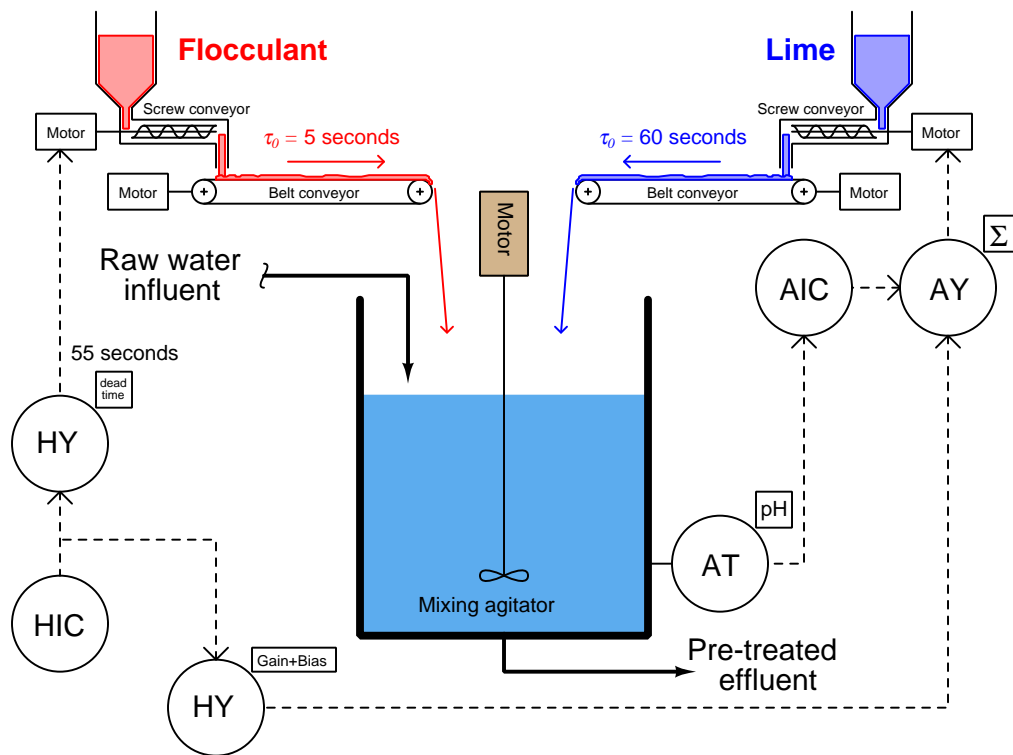 Flocculant
Lime
Screw conveyor
Screw conveyor
Motor
τ0 = 5 seconds
τ0 = 60 seconds
Motor
Motor
+
+
Belt conveyor
Motor
+
+
Belt conveyor
Motor
Σ
Raw water
influent
AIC
AY
55 seconds
dead
time
HY
pH
AT
HIC
Mixing agitator
Gain+Bias
HY
Pre-treated
effluent